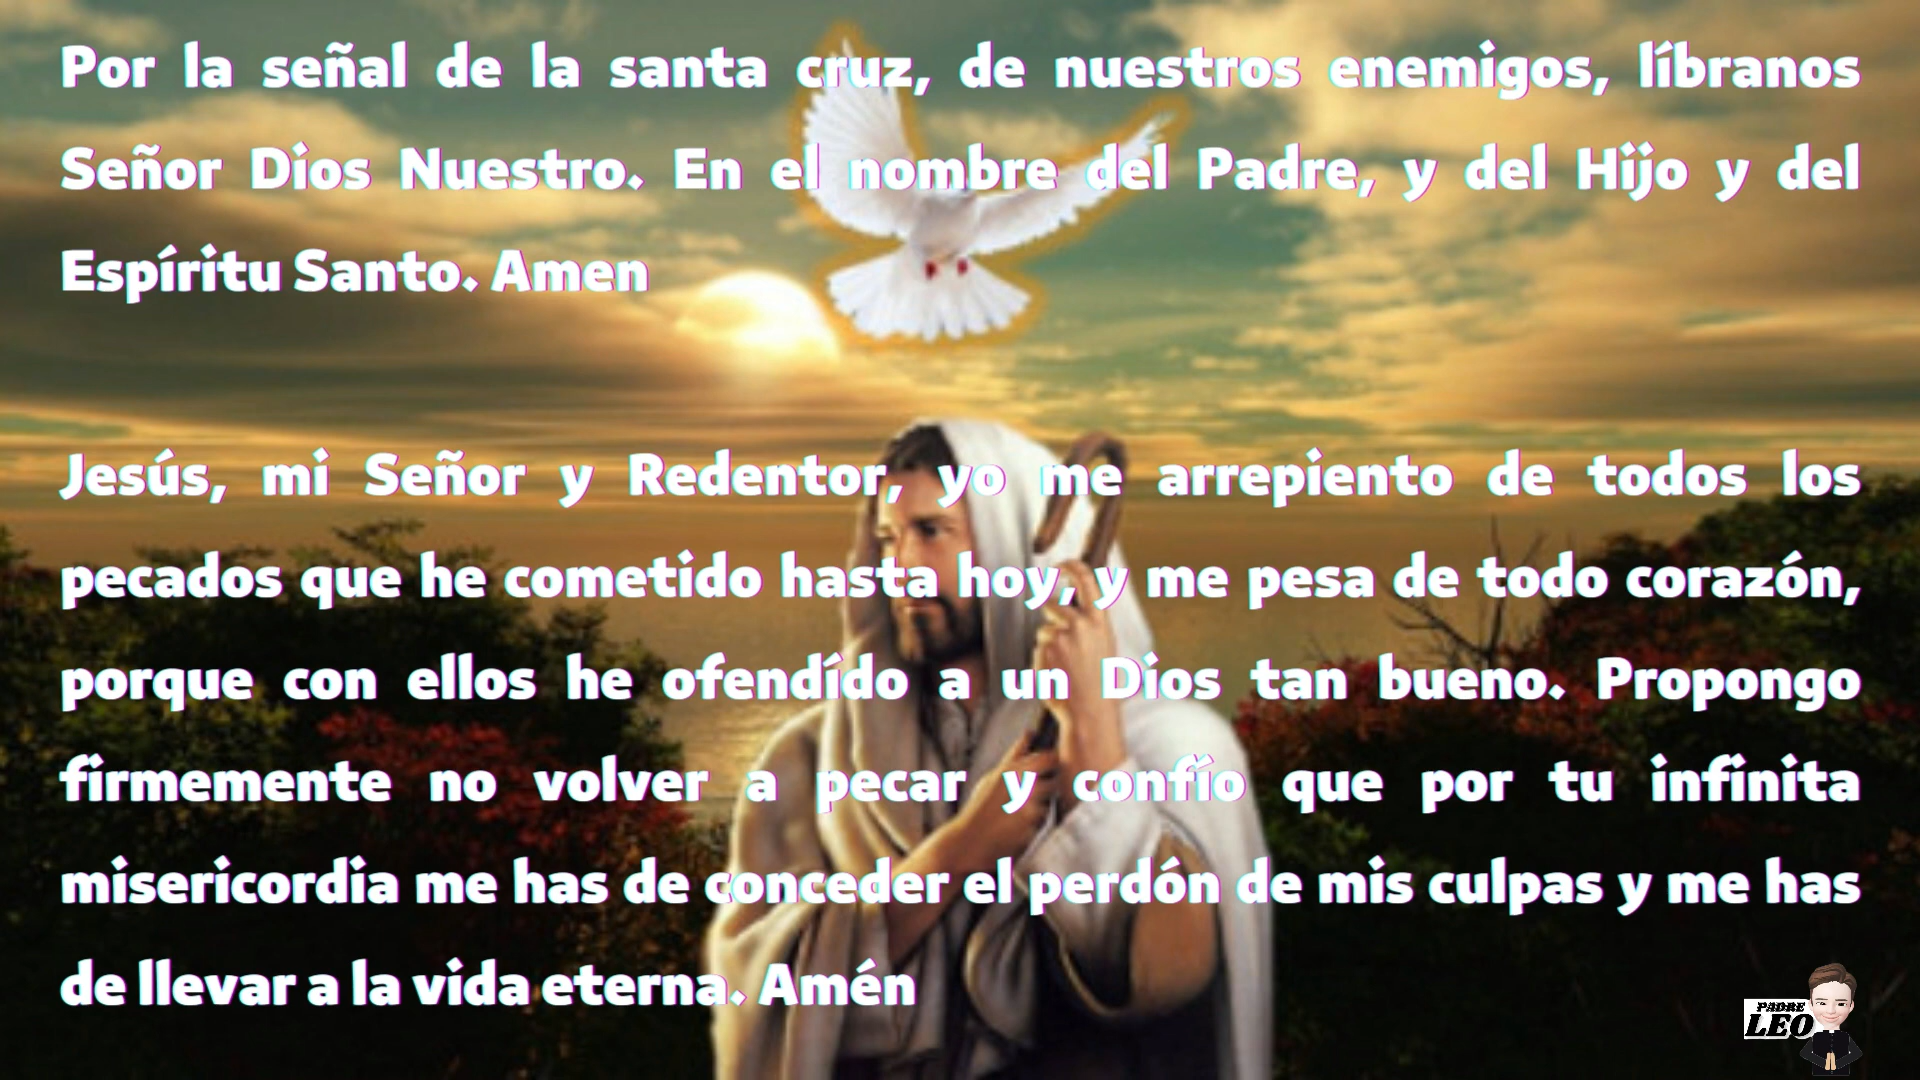 Por la señal de la santa cruz, de nuestros enemigos, líbranos
Señor Dios Nuestro. En el nombre del Padre, y del Hijo y del
Espíritu Santo. Amen
Jesús, mi Señor y Redentor, yo me arrepiento de todos los
pecados que he cometido hasta hoy, y me pesa de todo corazón,
porque con ellos he ofendído a un Dios tan bueno. Propongo
firmemente no volver a pecar y confío que por tu infinita
misericordia me has de conceder el perdón de mis culpas y me has
de llevar a la vida eterna. Amén
PADRE
LEO